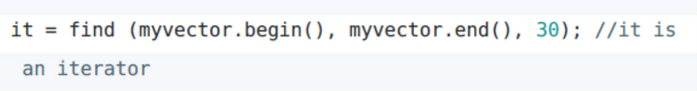 it = find (myvector.begin(), myvector.end(), 30); //it is
an iterator